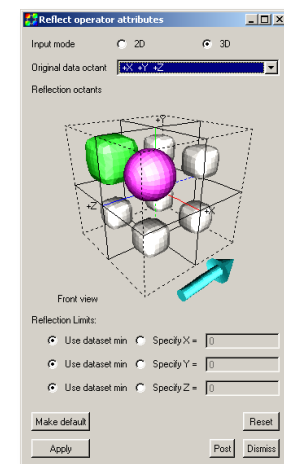 Reflect operator attributes
Input mode 2D 3D
Original data octant +X +Y +Z
Reflection octants
+Y
+Z
+X
Front view
Reflection Limits:
Use dataset min Specify X = 0
Use dataset min Specify Y = 0
Use dataset min Specify Z = 0
Make default Reset
Apply Post Dismiss